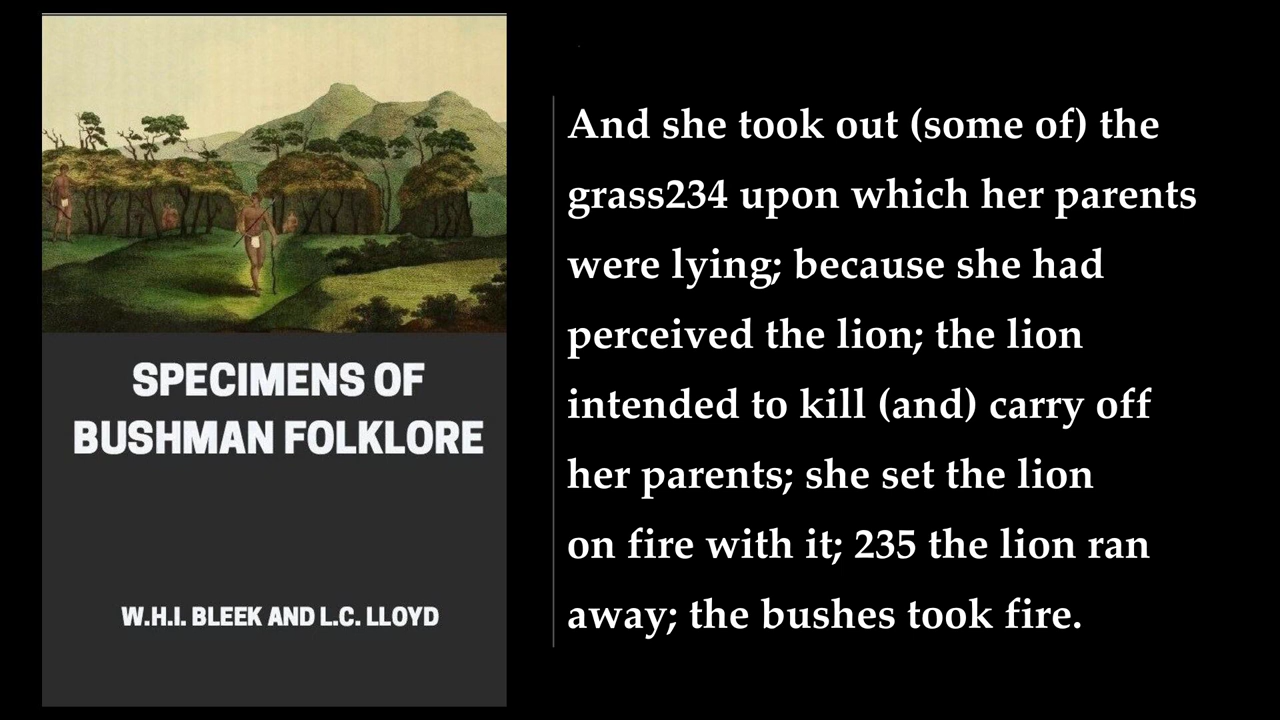 SPECIMENS OF
BUSHMAN FOLKLORE
W.H.I. BLEEK AND L.C. LLOYD
And she took out (some of) the
grass234 upon which her parents
were lying; because she had
perceived the lion; the lion
intended to kill (and) carry off
her parents; she set the lion
on fire with it; 235 the lion ran
away; the bushes took fire.